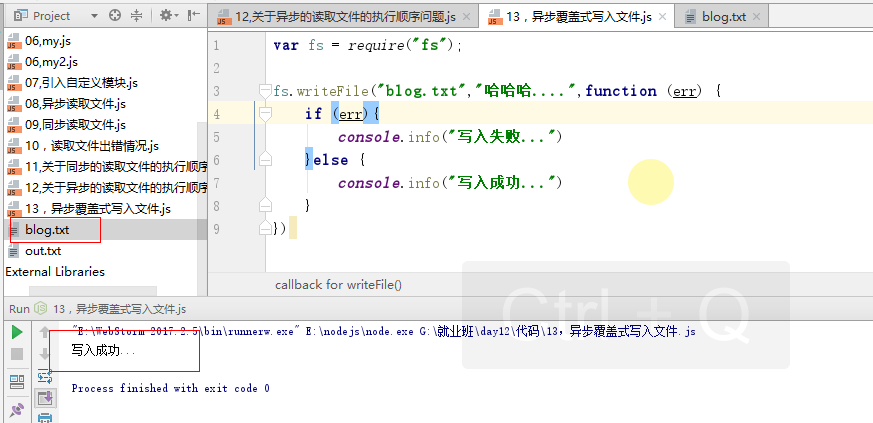 Project
12,关于异步的读取文件的执行顺序问题.js
13，异步覆盖式写入文件.js
blog.txt
06,my.js
06,my2.js
07,引入自定义模块.js
08,异步读取文件.js
09,同步读取文件.js
10，读取文件出错情况.js
11,关于同步的读取文件的执行顺序
12,关于异步的读取文件的执行顺序
13，异步覆盖式写入文件.js
blog.txt
out.txt
External Libraries
1 var fs = require("fs");
2
3 fs.writeFile("blog.txt","哈哈哈....",function (err) {
4 if (err){
5 console.info("写入失败...")
6 }else {
7 console.info("写入成功...")
8 }
9 })
callback for writeFile()
Ctrl + Q
Run 13，异步覆盖式写入文件.js
"E:\WebStorm 2017.2.5\bin\runnerw.exe" E:\nodejs\node.exe G:\就业班\day12\代码\13，异步覆盖式写入文件.js
写入成功...
Process finished with exit code 0